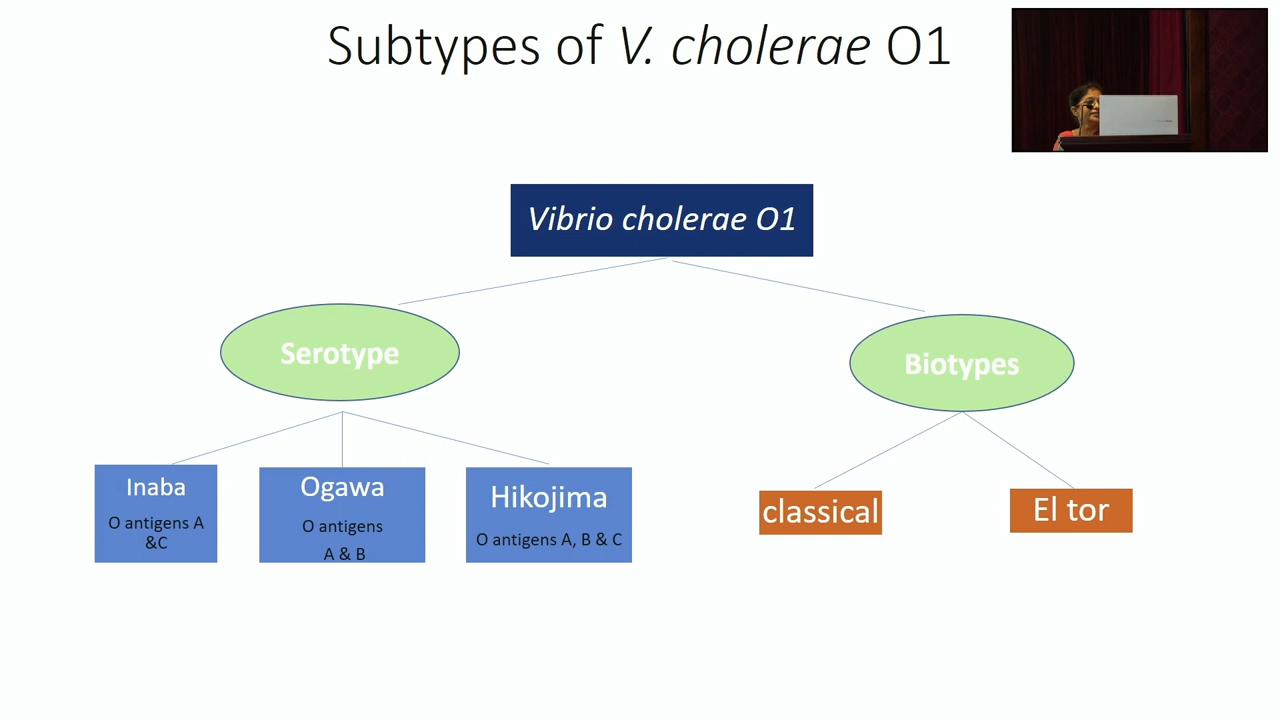 Subtypes of V. cholerae O1
Vibrio cholerae O1
Serotype
Biotypes
Inaba
O antigens A
&C
Ogawa
O antigens
A & B
Hikojima
O antigens A, B & C
classical
El tor